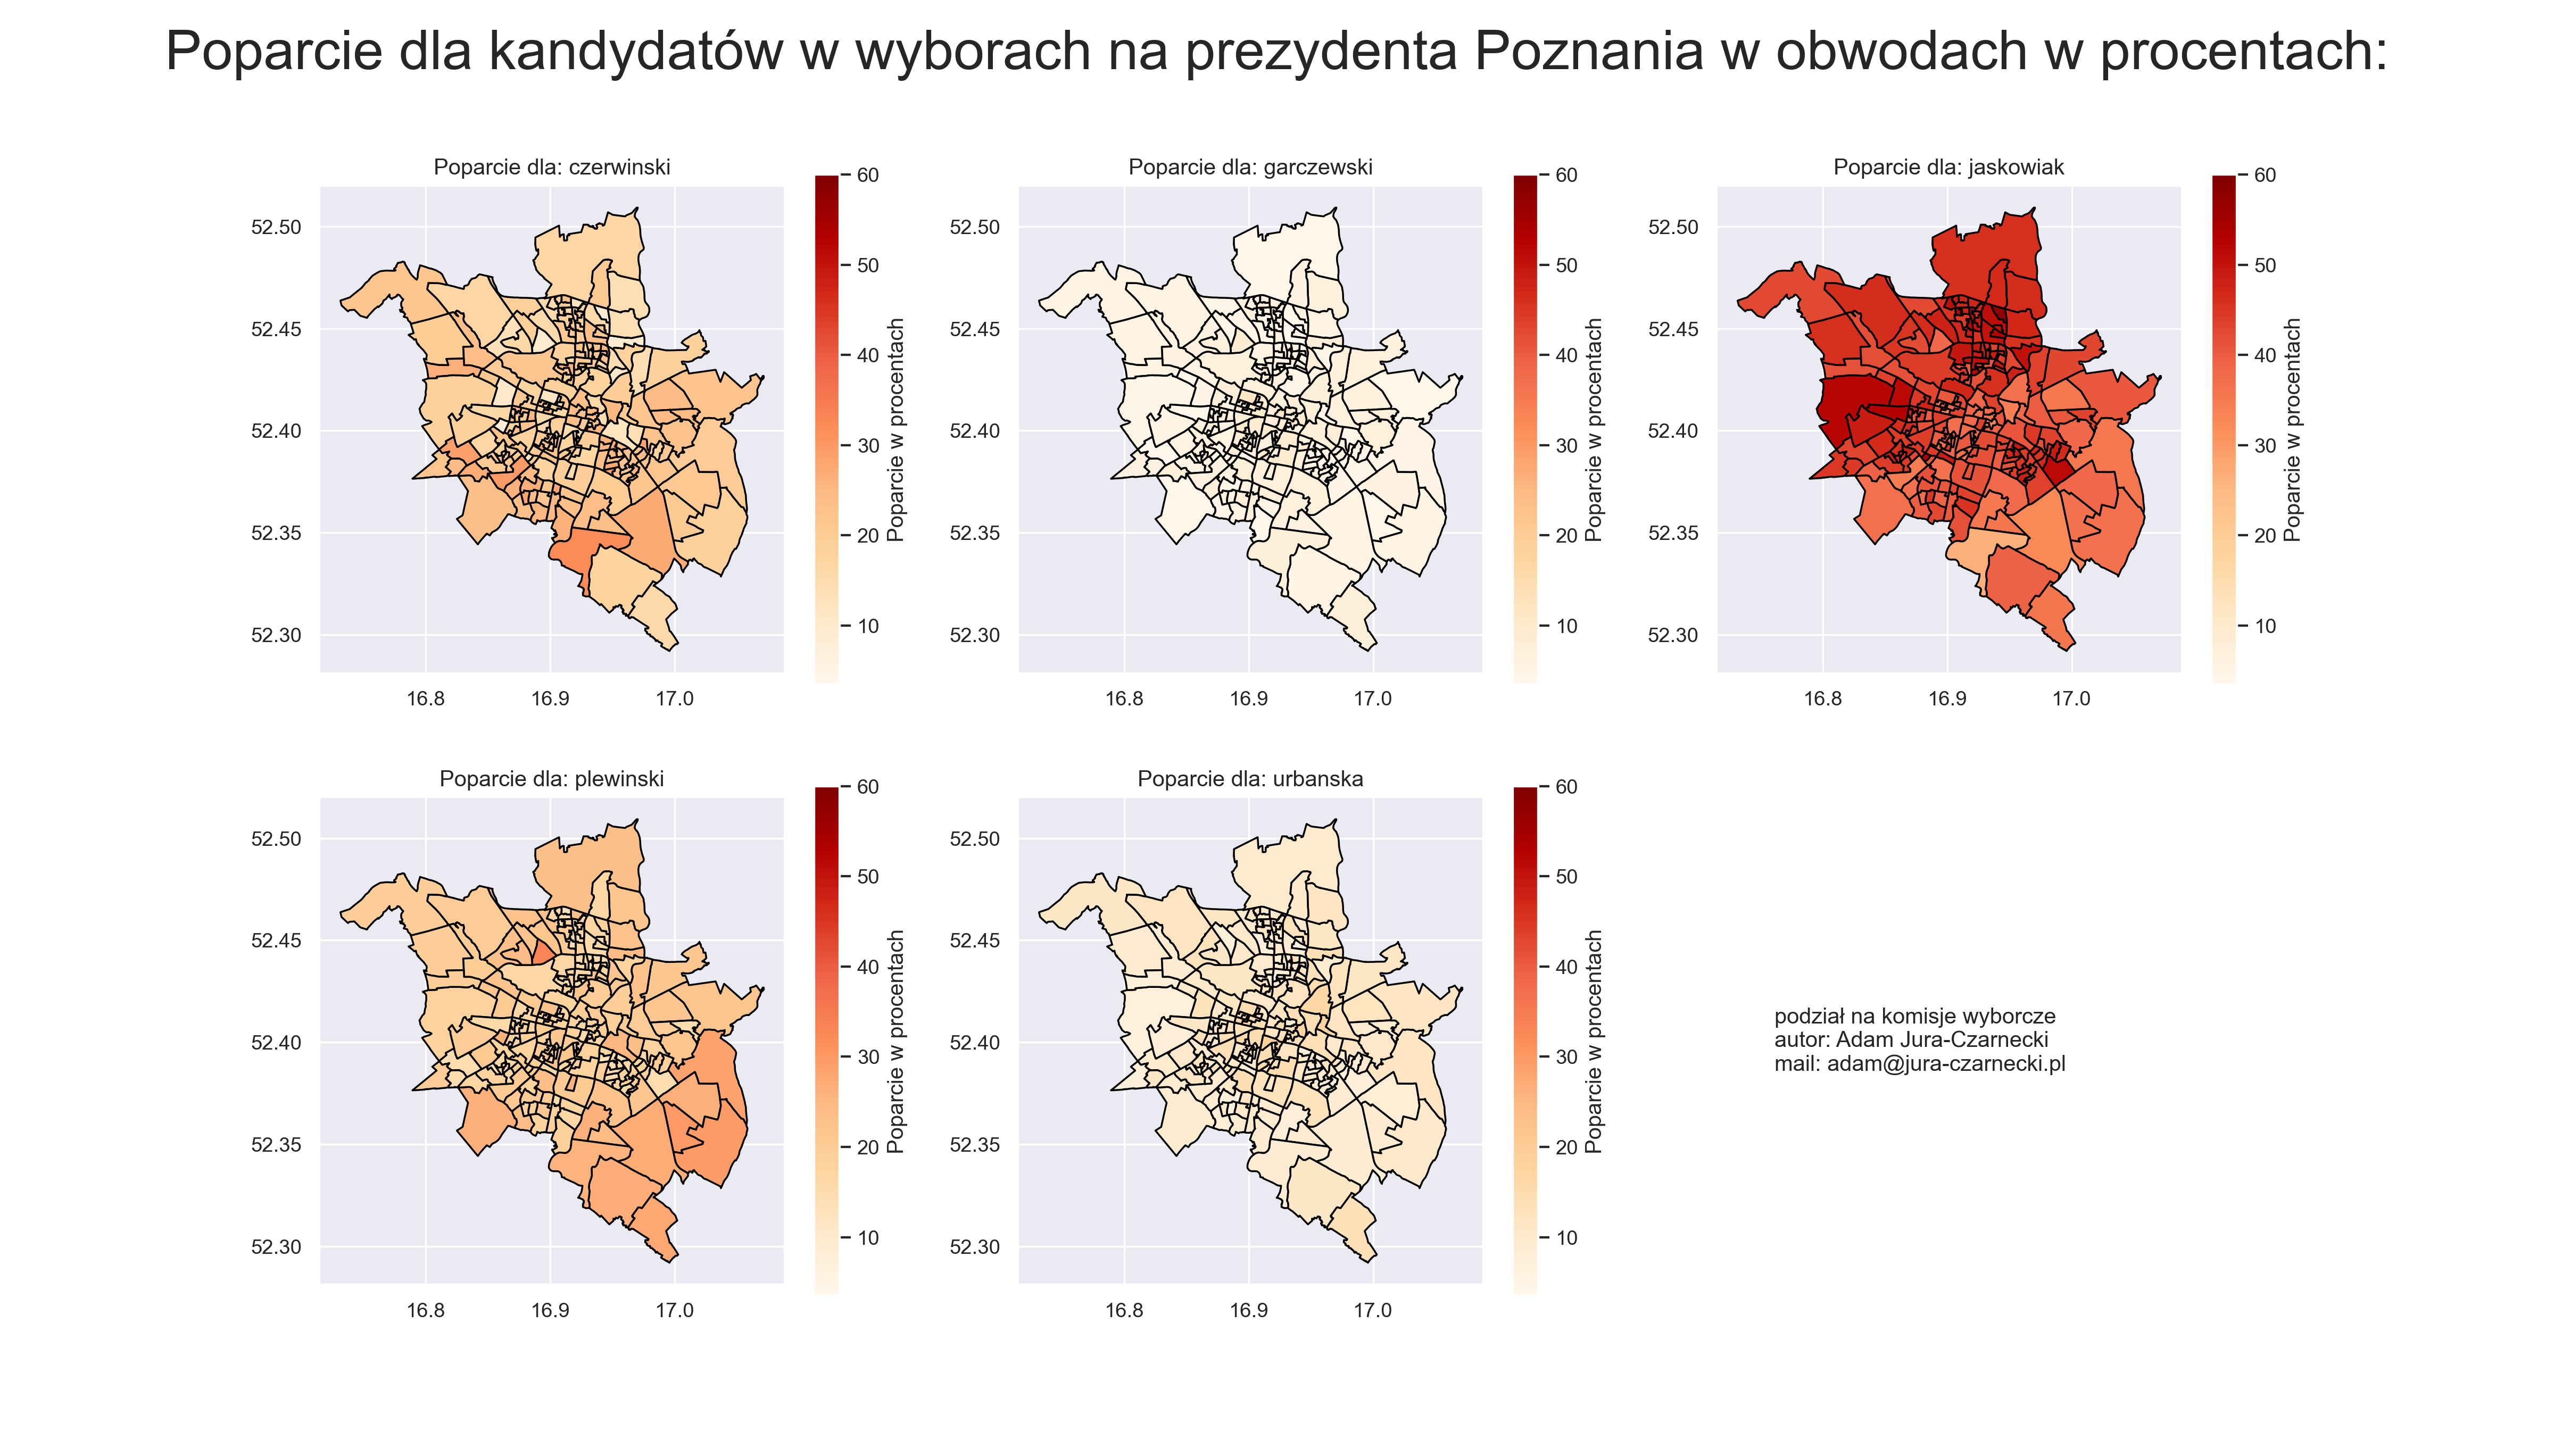 Poparcie dla kandydatów w wyborach na prezydenta Poznania w obwodach w procentach:
Poparcie dla: czerwinski
52.50
52.45
52.40
52.35
52.30
16.8 16.9 17.0
60
50
40
30
20
10
Poparcie w procentach
Poparcie dla: garczewski
52.50
52.45
52.40
52.35
52.30
16.8 16.9 17.0
60
50
40
30
20
10
Poparcie w procentach
Poparcie dla: jaskowiak
52.50
52.45
52.40
52.35
52.30
16.8 16.9 17.0
60
50
40
30
20
10
Poparcie w procentach
Poparcie dla: plewinski
52.50
52.45
52.40
52.35
52.30
16.8 16.9 17.0
60
50
40
30
20
10
Poparcie w procentach
Poparcie dla: urbanska
52.50
52.45
52.40
52.35
52.30
16.8 16.9 17.0
60
50
40
30
20
10
Poparcie w procentach
podział na komisje wyborcze
autor: Adam Jura-Czarnecki
mail: adam@jura-czarnecki.pl